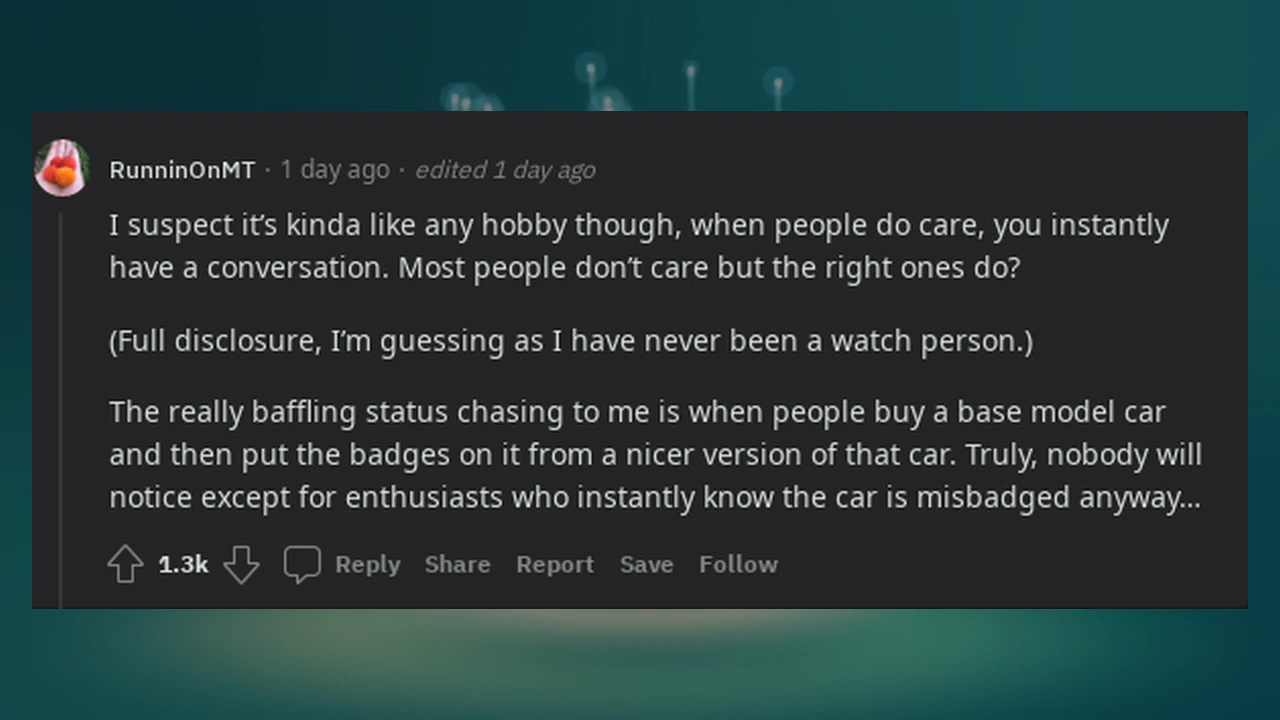 RunninOnMT · 1 day ago · edited 1 day ago
I suspect it's kinda like any hobby though, when people do care, you instantly
have a conversation. Most people don't care but the right ones do?
(Full disclosure, I'm guessing as I have never been a watch person.)
The really baffling status chasing to me is when people buy a base model car
and then put the badges on it from a nicer version of that car. Truly, nobody will
notice except for enthusiasts who instantly know the car is misbadged anyway...
1.3k Reply Share Report Save Follow